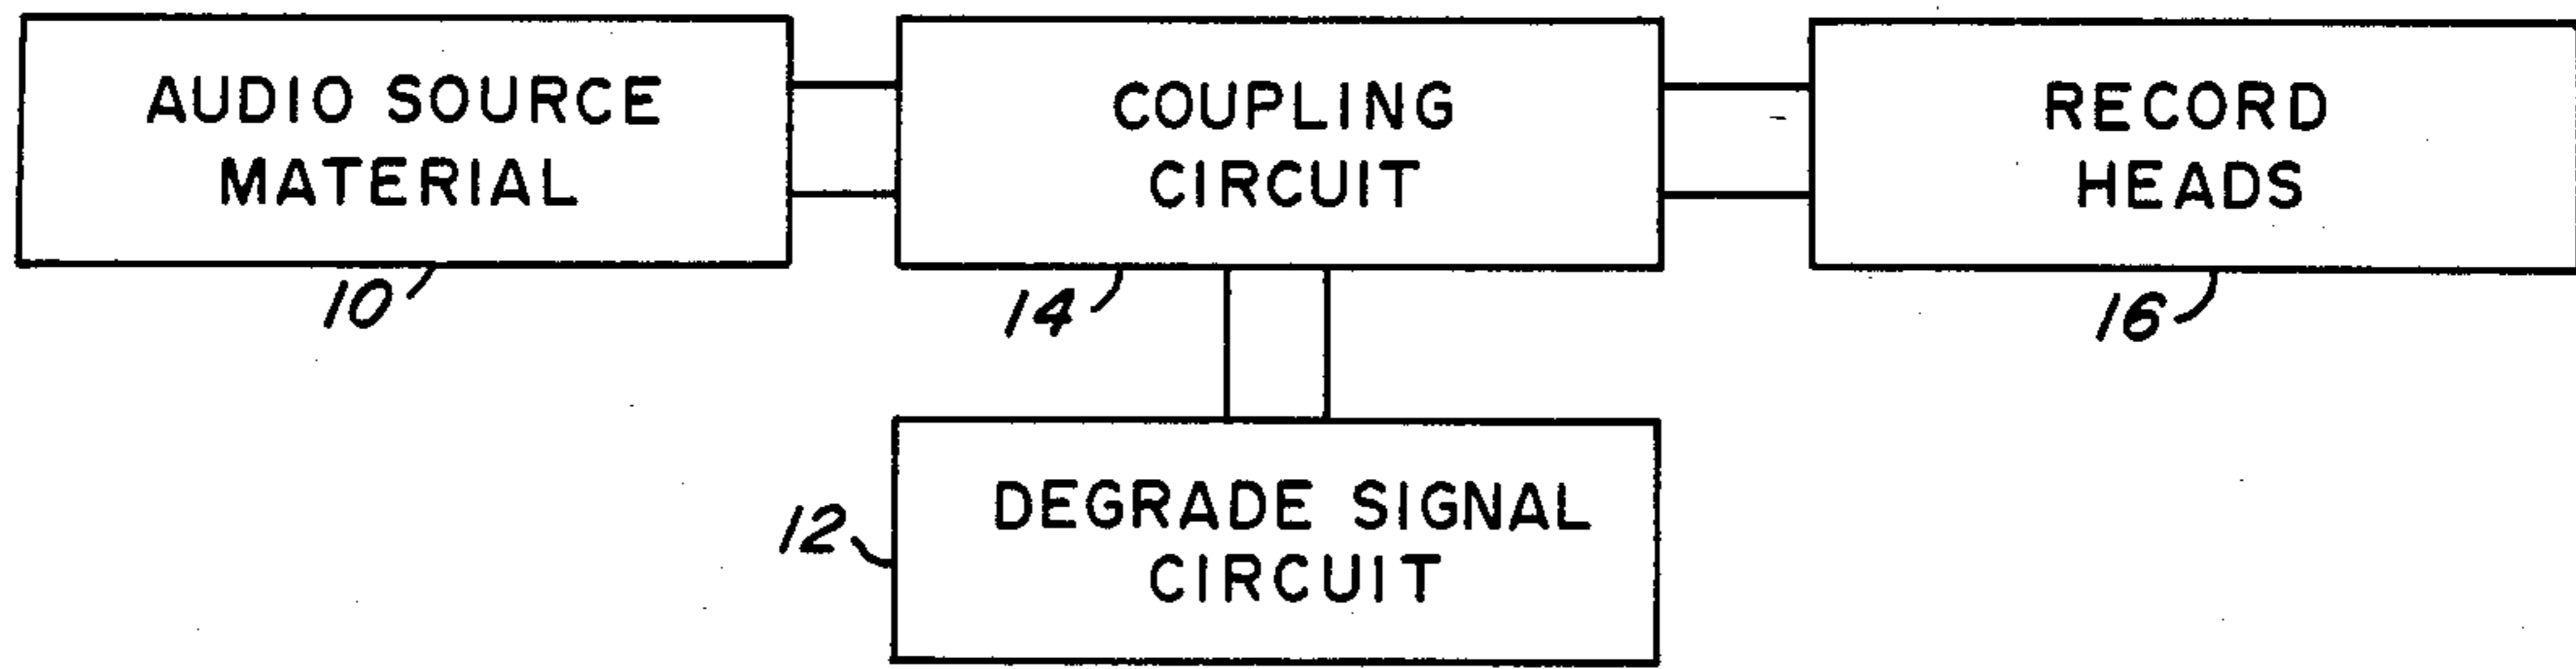 AUDIO SOURCE
MATERIAL
10
COUPLING
CIRCUIT
14
RECORD
HEADS
16
DEGRADE SIGNAL
CIRCUIT
12